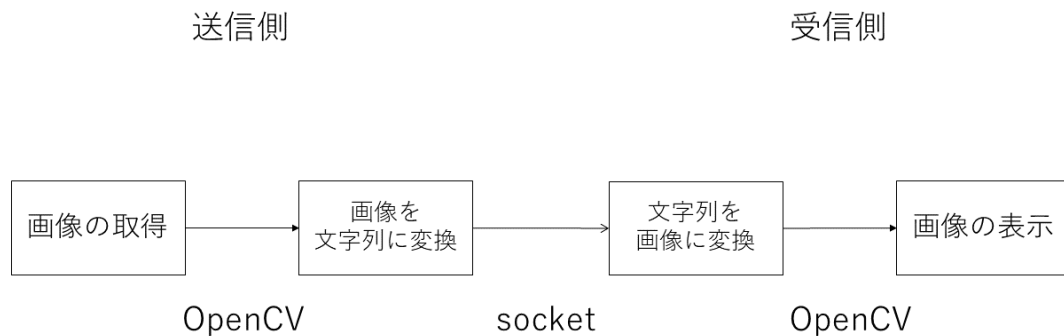 送信側
受信側
画像の取得
画像を
文字列に変換
文字列を
画像に変換
画像の表示
OpenCV
socket
OpenCV